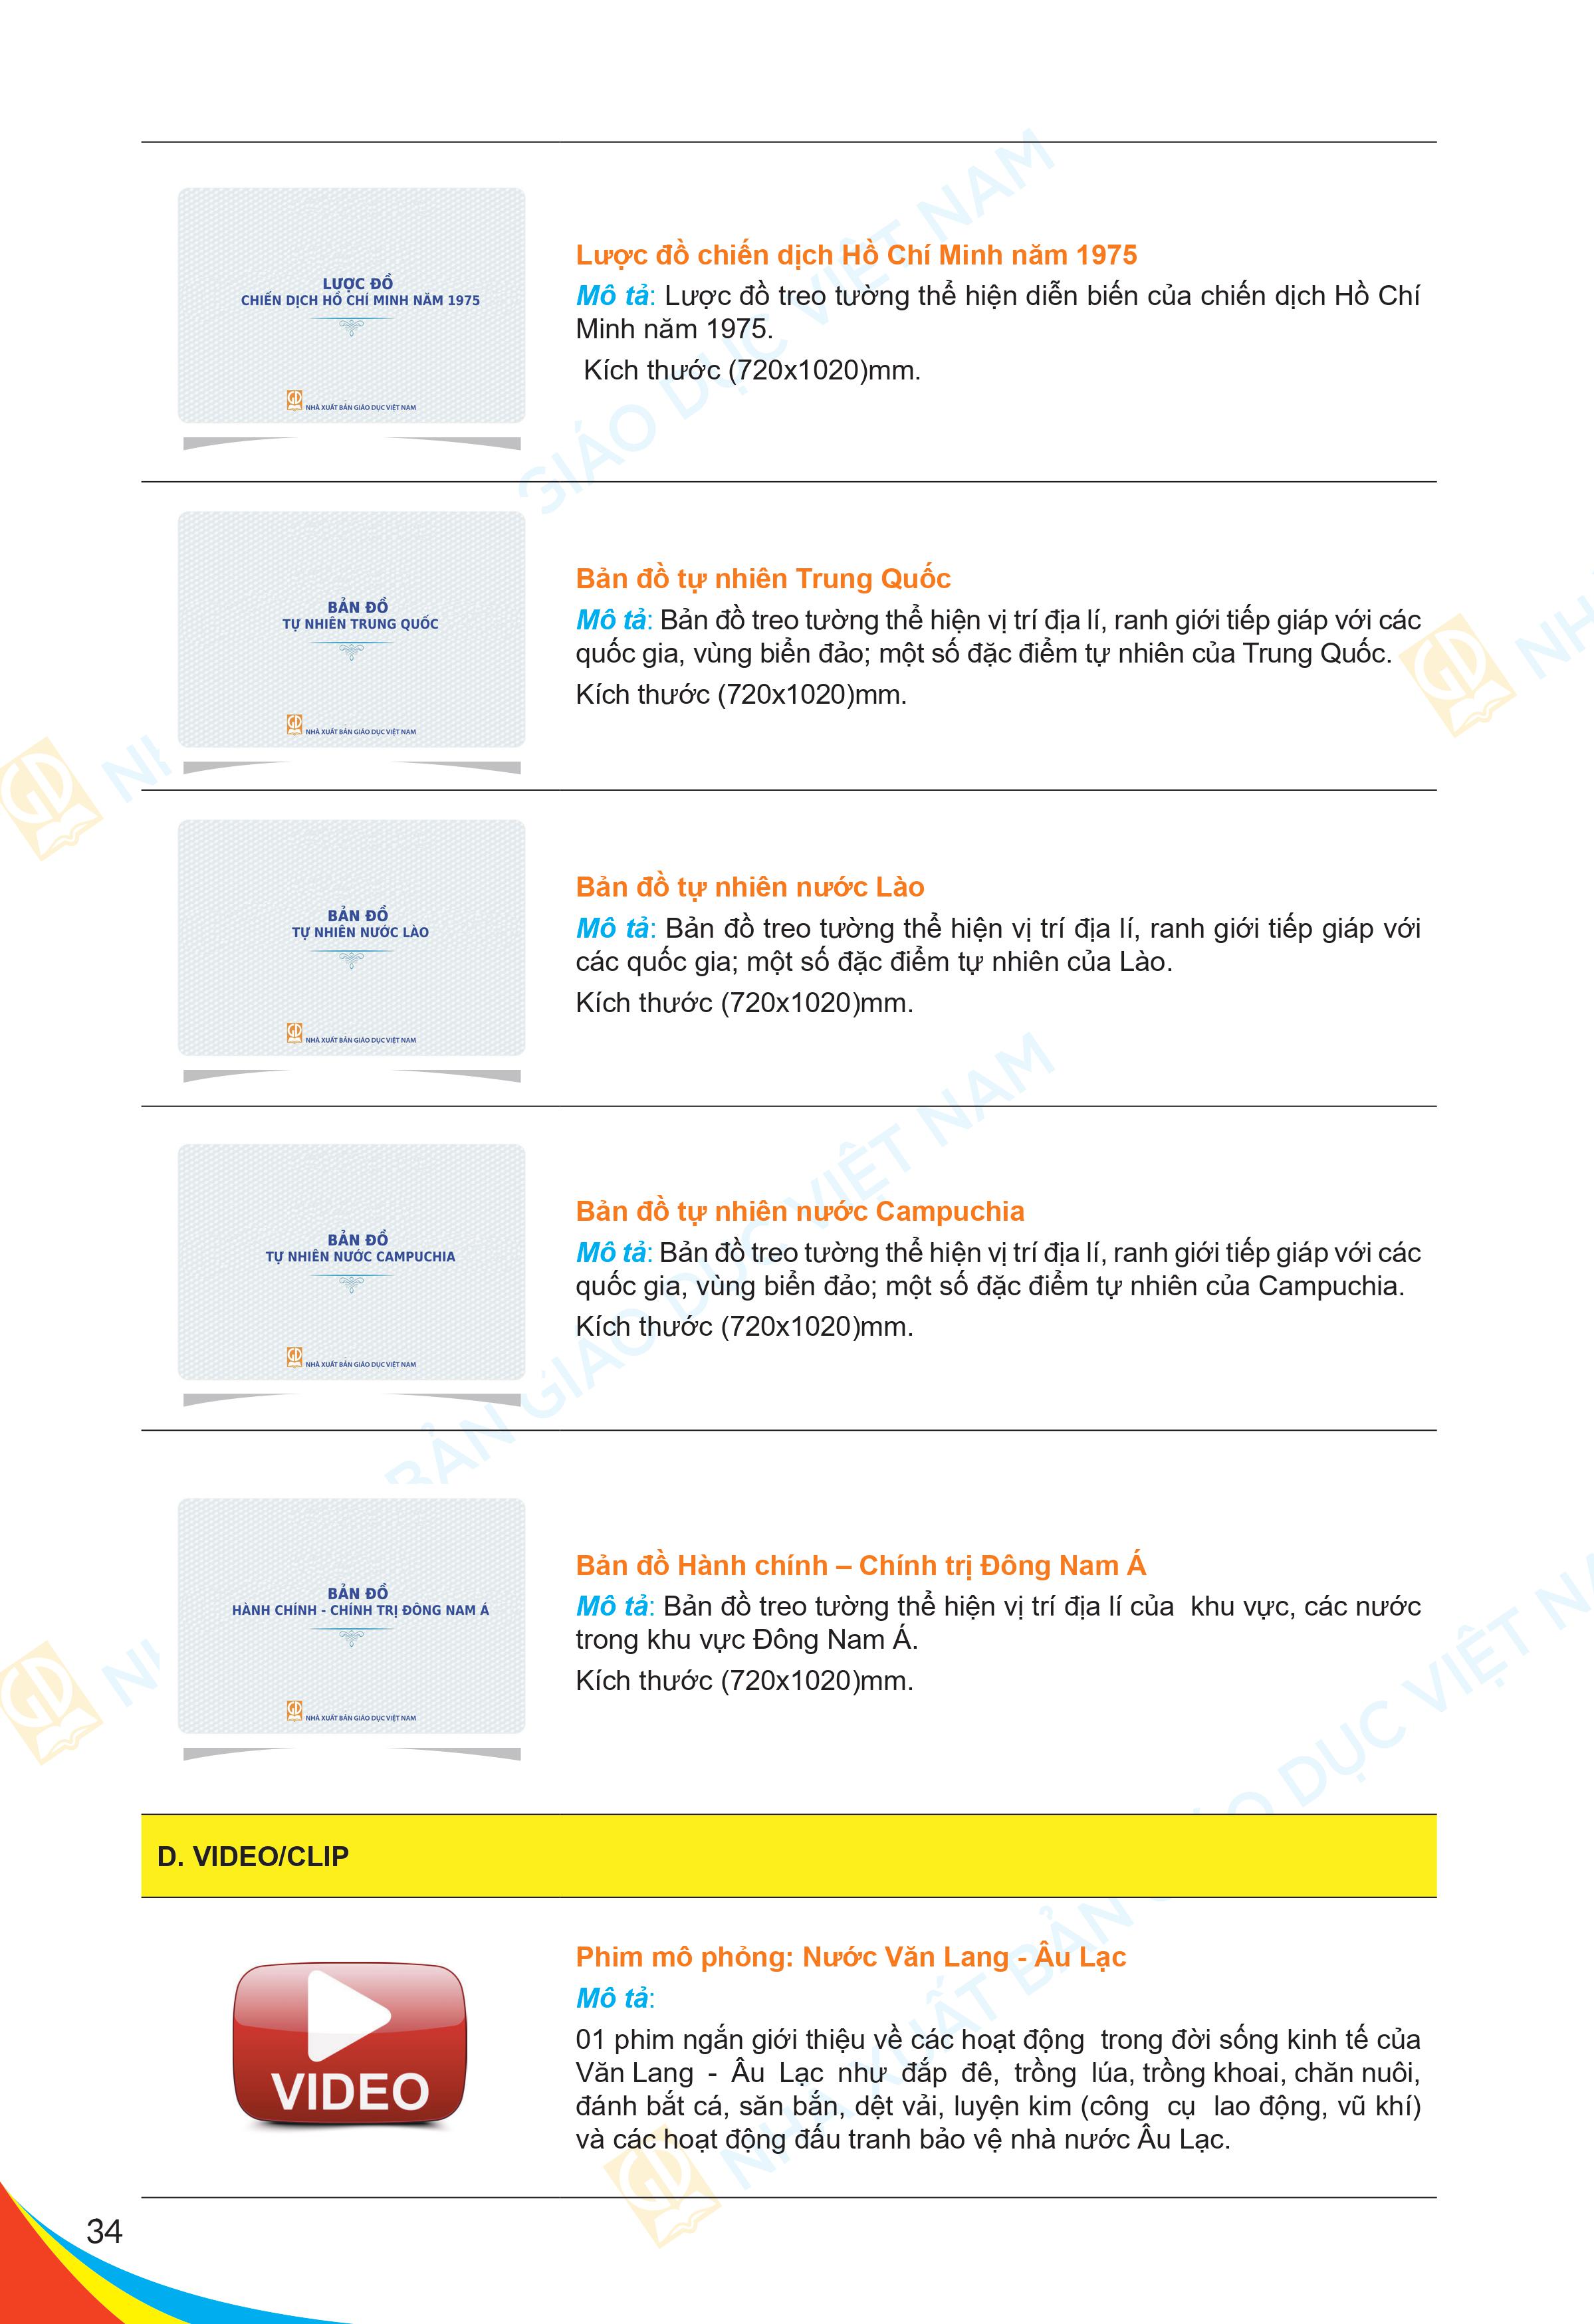 LƯỢC ĐỒ
CHIẾN DỊCH HỒ CHÍ MINH NĂM 1975
NHÀ XUẤT BẢN GIÁO DỤC VIỆT NAM
Lược đồ chiến dịch Hồ Chí Minh năm 1975
Mô tả: Lược đồ treo tường thể hiện diễn biến của chiến dịch Hồ Chí
Minh năm 1975.
Kích thước (720x1020)mm.
BẢN ĐỒ
TỰ NHIÊN TRUNG QUỐC
NHÀ XUẤT BẢN GIÁO DỤC VIỆT NAM
Bản đồ tự nhiên Trung Quốc
Mô tả: Bản đồ treo tường thể hiện vị trí địa lí, ranh giới tiếp giáp với các
quốc gia, vùng biển đảo; một số đặc điểm tự nhiên của Trung Quốc.
Kích thước (720x1020)mm.
BẢN ĐỒ
TỰ NHIÊN NƯỚC LÀO
NHÀ XUẤT BẢN GIÁO DỤC VIỆT NAM
Bản đồ tự nhiên nước Lào
Mô tả: Bản đồ treo tường thể hiện vị trí địa lí, ranh giới tiếp giáp với
các quốc gia; một số đặc điểm tự nhiên của Lào.
Kích thước (720x1020)mm.
BẢN ĐỒ
TỰ NHIÊN NƯỚC CAMPUCHIA
NHÀ XUẤT BẢN GIÁO DỤC VIỆT NAM
Bản đồ tự nhiên nước Campuchia
Mô tả: Bản đồ treo tường thể hiện vị trí địa lí, ranh giới tiếp giáp với các
quốc gia, vùng biển đảo; một số đặc điểm tự nhiên của Campuchia.
Kích thước (720x1020)mm.
BẢN ĐỒ
HÀNH CHÍNH - CHÍNH TRỊ ĐÔNG NAM Á
NHÀ XUẤT BẢN GIÁO DỤC VIỆT NAM
Bản đồ Hành chính – Chính trị Đông Nam Á
Mô tả: Bản đồ treo tường thể hiện vị trí địa lí của khu vực, các nước
trong khu vực Đông Nam Á.
Kích thước (720x1020)mm.
D. VIDEO/CLIP
VIDEO
Phim mô phỏng: Nước Văn Lang - Âu Lạc
Mô tả:
01 phim ngắn giới thiệu về các hoạt động trong đời sống kinh tế của
Văn Lang - Âu Lạc như đắp đê, trồng lúa, trồng khoai, chăn nuôi,
đánh bắt cá, săn bắn, dệt vải, luyện kim (công cụ lao động, vũ khí)
và các hoạt động đấu tranh bảo vệ nhà nước Âu Lạc.
34